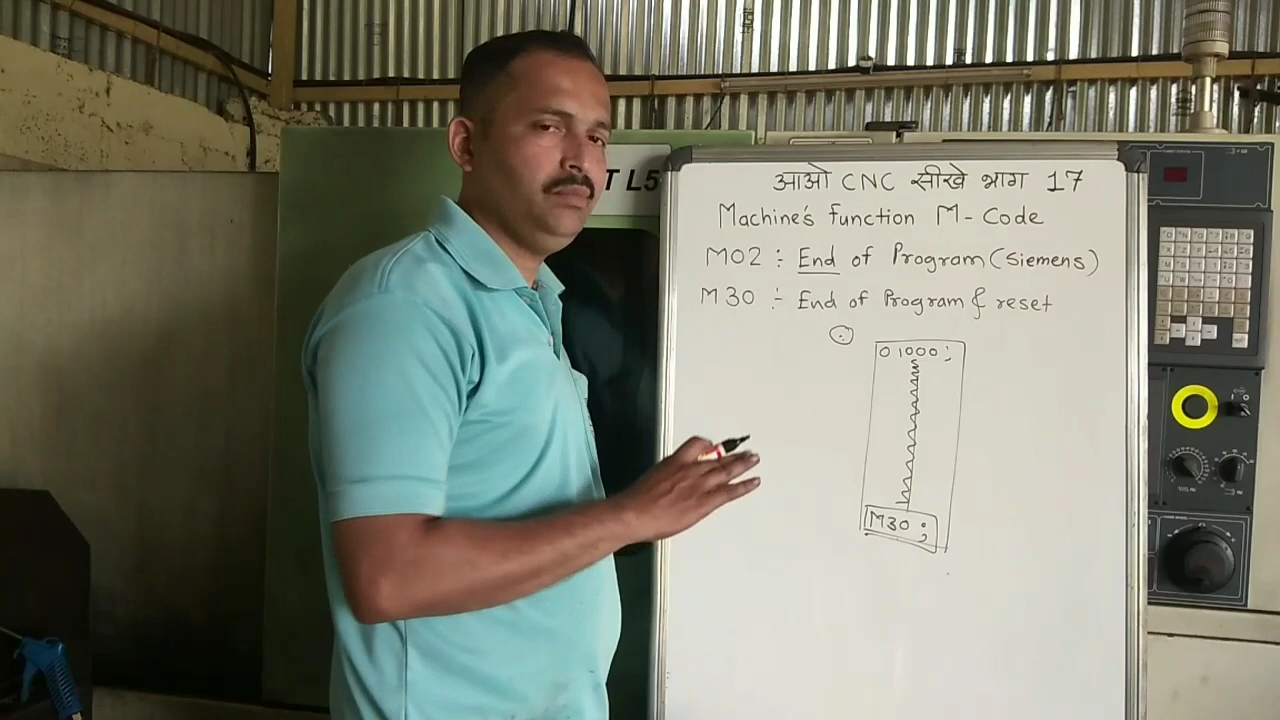 T L5
आओ CNC सीखे भाग 17
Machine's function M-Code
M02 : End of Program (Siemens)
M30 :- End of Program & reset
O 1000 ;
M30 ;